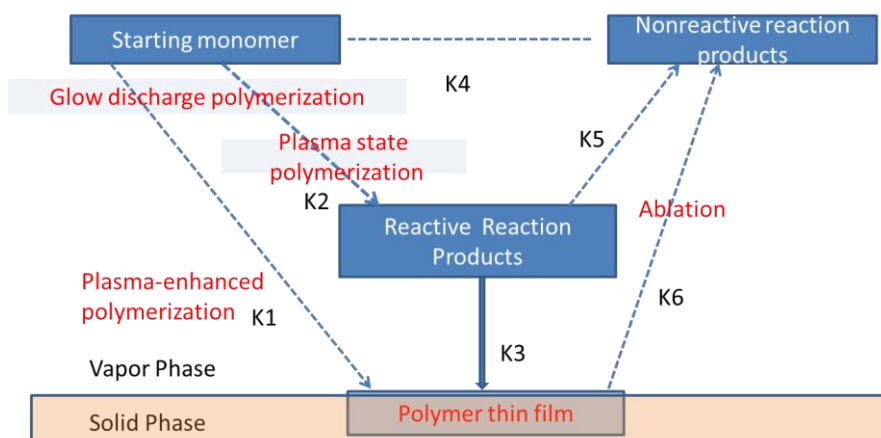 Starting monomer
Nonreactive reaction
products
Glow discharge polymerization
K4
Plasma state
polymerization
K5
K2
Ablation
Reactive Reaction
Products
Plasma-enhanced
polymerization
K1
K6
K3
Vapor Phase
Polymer thin film
Solid Phase